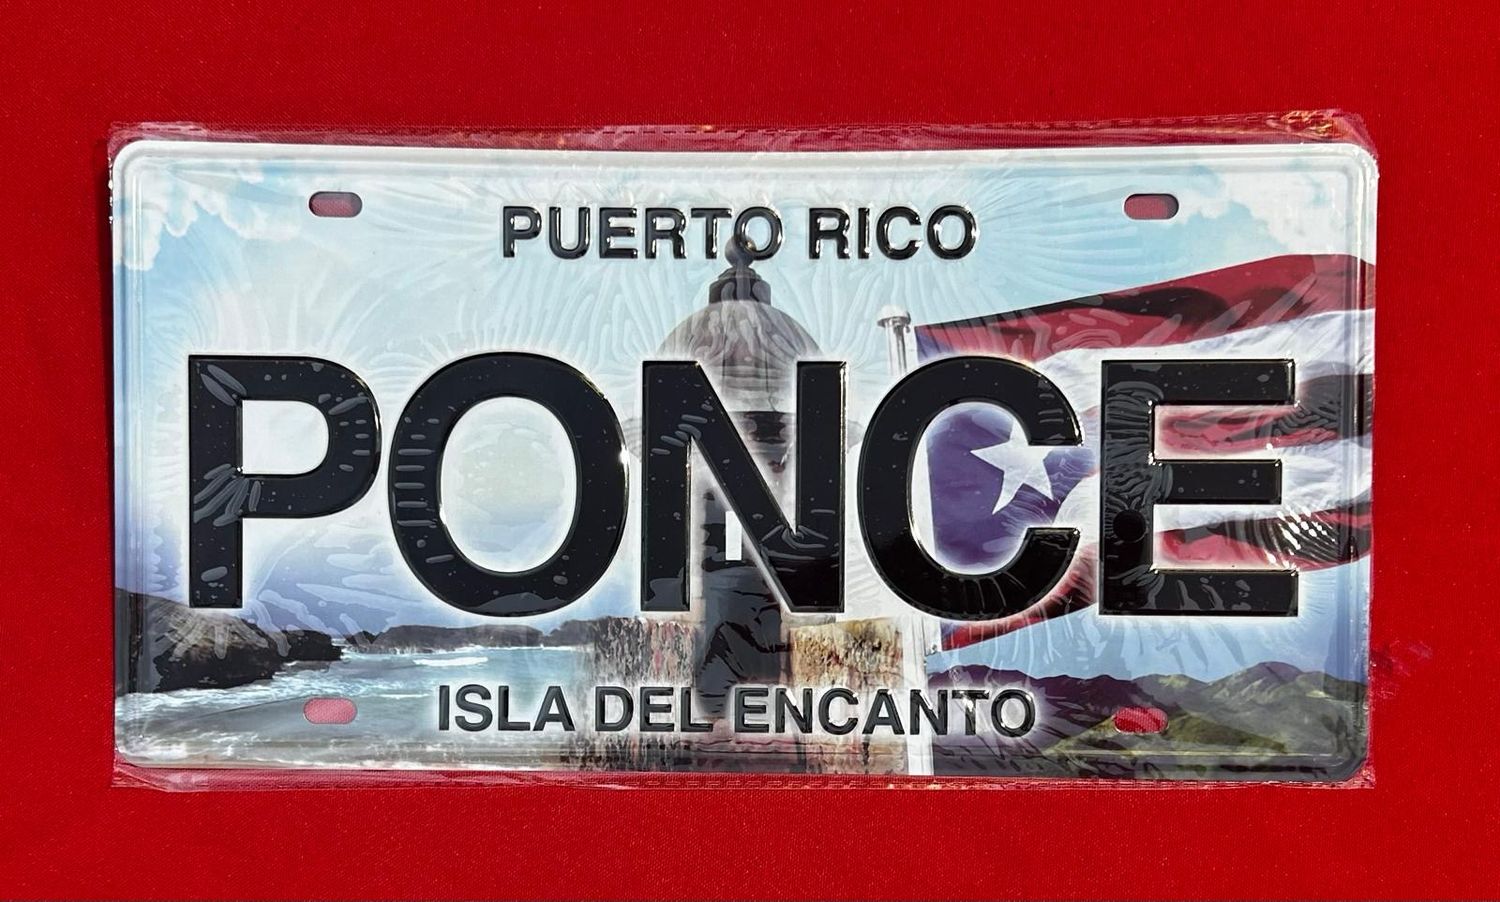 PUERTO RICO
PONCE
ISLA DEL ENCANTO